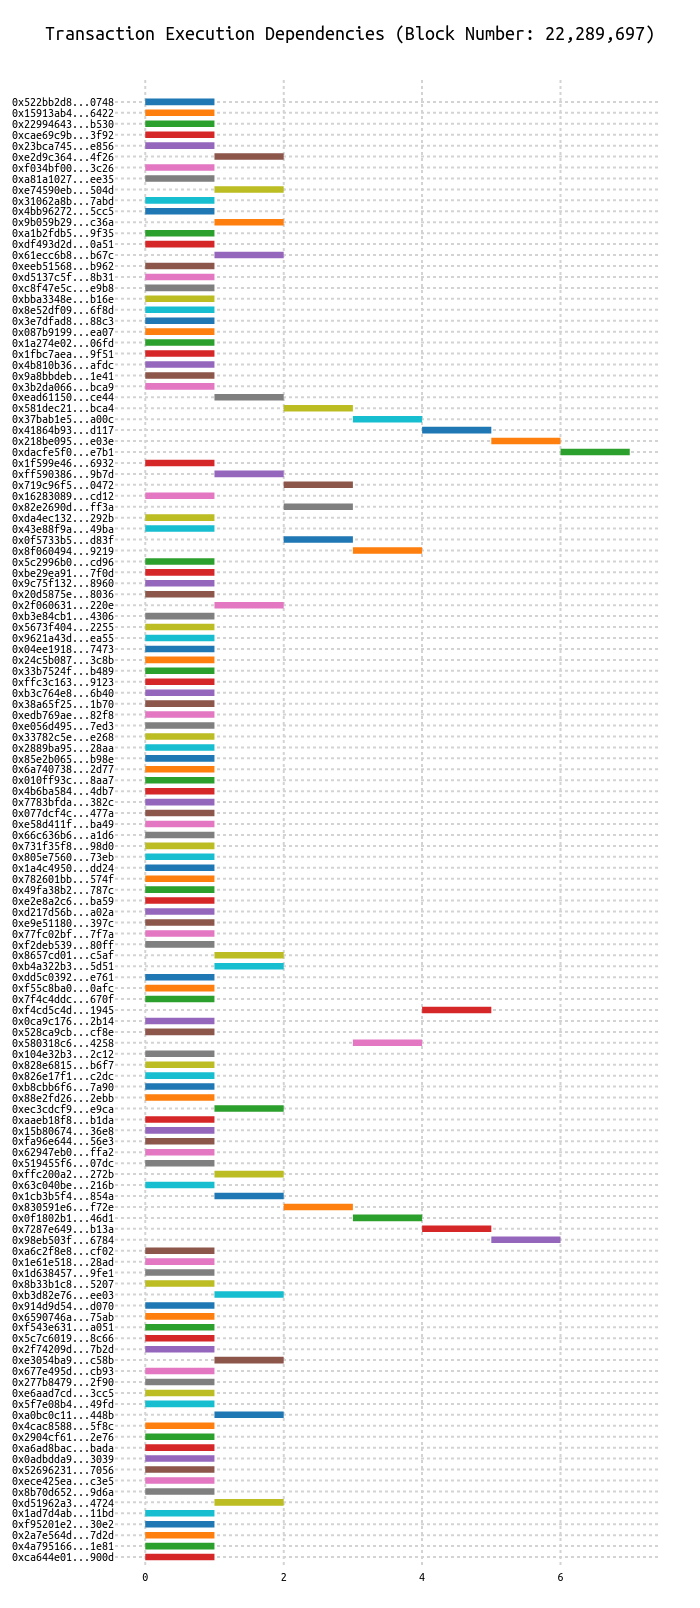 Transaction Execution Dependencies (Block Number: 22,289,697)
0x522bb2d8...0748
0x15913ab4...6422
0x22994643...b530
0xcae69c9b...3f92
0x23bca745...e856
0xe2d9c364...4f26
0xf034bf00...3c26
0xa81a1027...ee35
0xe74590eb...504d
0x31062a8b...7abd
0x4bb96272...5cc5
0x9b059b29...c36a
0xa1b2fdb5...9f35
0xdf493d2d...0a51
0x61ecc6b8...b67c
0xeeb51568...b962
0xd5137c5f...8b31
0xc8f47e5c...e9b8
0xbba3348e...b16e
0x8e52df09...6f8d
0x3e7dfad8...88c3
0x087b9199...ea07
0x1a274e02...06fd
0x1fbc7aea...9f51
0x4b810b36...afdc
0x9a8bbdeb...1e41
0x3b2da066...bca9
0xead61150...ce44
0x581dec21...bca4
0x37bab1e5...a00c
0x41864b93...d117
0x218be095...e03e
0xdacfe5f0...e7b1
0x1f599e46...6932
0xff590386...9b7d
0x719c96f5...0472
0x16283089...cd12
0x82e2690d...ff3a
0xda4ec132...292b
0x43e88f9a...49ba
0x0f5733b5...d83f
0x8f060494...9219
0x5c2996b0...cd96
0xbe29ea91...7f0d
0x9c75f132...8960
0x20d5875e...8036
0x2f060631...220e
0xb3e84cb1...4306
0x5673f404...2255
0x9621a43d...ea55
0x04ee1918...7473
0x24c5b087...3c8b
0x33b7524f...b489
0xffc3c163...9123
0xb3c764e8...6b40
0x38a65f25...1b70
0xedb769ae...82f8
0xe056d495...7ed3
0x33782c5e...e268
0x2889ba95...28aa
0x85e2b065...b98e
0x6a740738...2d77
0x010ff93c...8aa7
0x4b6ba584...4db7
0x7783bfda...382c
0x077dcf4c...477a
0xe58d411f...ba49
0x66c636b6...a1d6
0x731f35f8...98d0
0x805e7560...73eb
0x1a4c4950...dd24
0x782601bb...574f
0x49fa38b2...787c
0xe2e8a2c6...ba59
0xd217d56b...a02a
0xe9e51180...397c
0x77fc02bf...7f7a
0xf2deb539...80ff
0x8657cd01...c5af
0xb4a322b3...5d51
0xdd5c0392...e761
0xf55c8ba0...0afc
0x7f4c4ddc...670f
0xf4cd5c4d...1945
0x0ca9c176...2b14
0x528ca9cb...cf8e
0x580318c6...4258
0x104e32b3...2c12
0x828e6815...b6f7
0x826e17f1...c2dc
0xb8cbb6f6...7a90
0x88e2fd26...2ebb
0xec3cdcf9...e9ca
0xaaeb18f8...b1da
0x15b80674...36e8
0xfa96e644...56e3
0x62947eb0...ffa2
0x519455f6...07dc
0xffc200a2...272b
0x63c040be...216b
0x1cb3b5f4...854a
0x830591e6...f72e
0x0f1802b1...46d1
0x7287e649...b13a
0x98eb503f...6784
0xa6c2f8e8...cf02
0x1e61e518...28ad
0x1d638457...9fe1
0x8b33b1c8...5207
0xb3d82e76...ee03
0x914d9d54...d070
0x6590746a...75ab
0xf543e631...a051
0x5c7c6019...8c66
0x2f74209d...7b2d
0xe3054ba9...c58b
0x677e495d...cb93
0x277b8479...2f90
0xe6aad7cd...3cc5
0x5f7e08b4...49fd
0xa0bc0c11...448b
0x4cac8588...5f8c
0x2904cf61...2e76
0xa6ad8bac...bada
0x0adbdda9...3039
0x52696231...7056
0xece425ea...c3e5
0x8b70d652...9d6a
0xd51962a3...4724
0x1ad7d4ab...11bd
0xf95201e2...30e2
0x2a7e564d...7d2d
0x4a795166...1e81
0xca644e01...900d
0 2 4 6